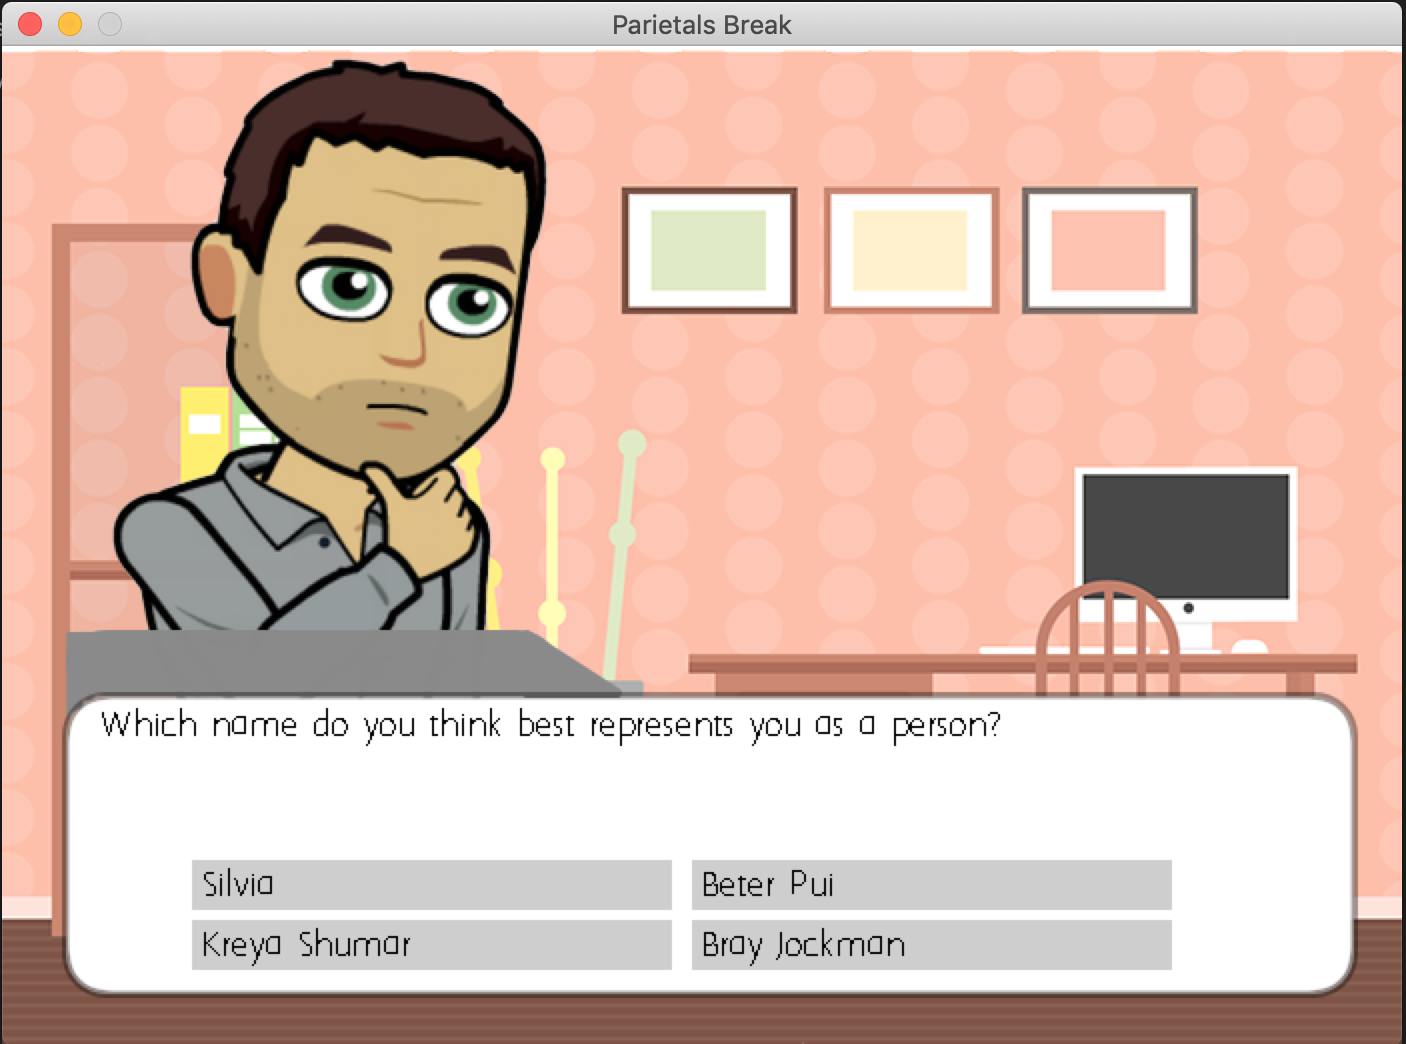 Parietals Break
Which name do you think best represents you as a person?
Silvia
Beter Pui
Kreya Shumar
Bray Jockman